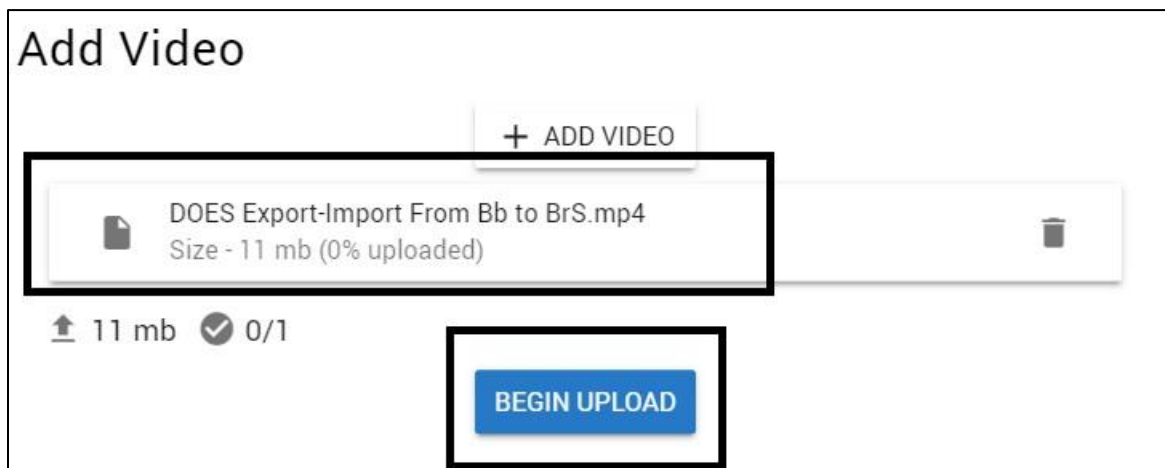 Add Video
+ ADD VIDEO
DOES Export-Import From Bb to BrS.mp4
Size - 11 mb (0% uploaded)
11 mb 0/1
BEGIN UPLOAD